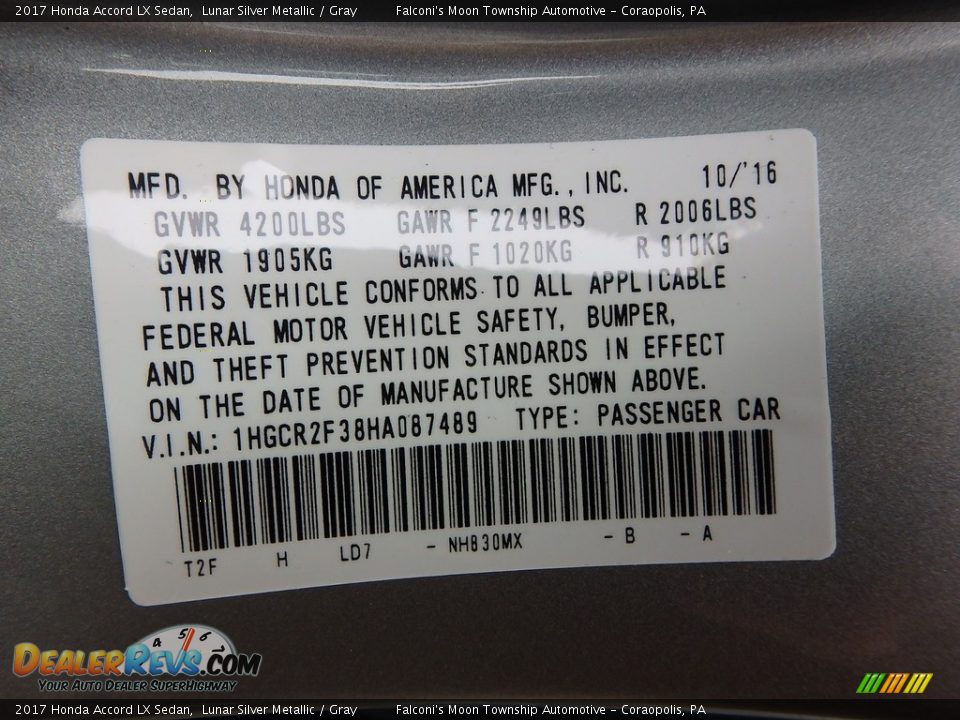 2017 Honda Accord LX Sedan, Lunar Silver Metallic / Gray Falconi's Moon Township Automotive - Coraopolis, PA
MFD. BY HONDA OF AMERICA MFG., INC. 10/'16
GVWR 4200LBS GAWR F 2249LBS R 2006LBS
GVWR 1905KG GAWR F 1020KG R 910KG
THIS VEHICLE CONFORMS TO ALL APPLICABLE
FEDERAL MOTOR VEHICLE SAFETY, BUMPER,
AND THEFT PREVENTION STANDARDS IN EFFECT
ON THE DATE OF MANUFACTURE SHOWN ABOVE.
V.I.N.: 1HGCR2F38HA087489 TYPE: PASSENGER CAR
T2F H LD7 - NH830MX - B - A
4 5 6
DEALERREVS.COM
YOUR AUTO DEALER SUPERHIGHWAY
2017 Honda Accord LX Sedan, Lunar Silver Metallic / Gray Falconi's Moon Township Automotive - Coraopolis, PA